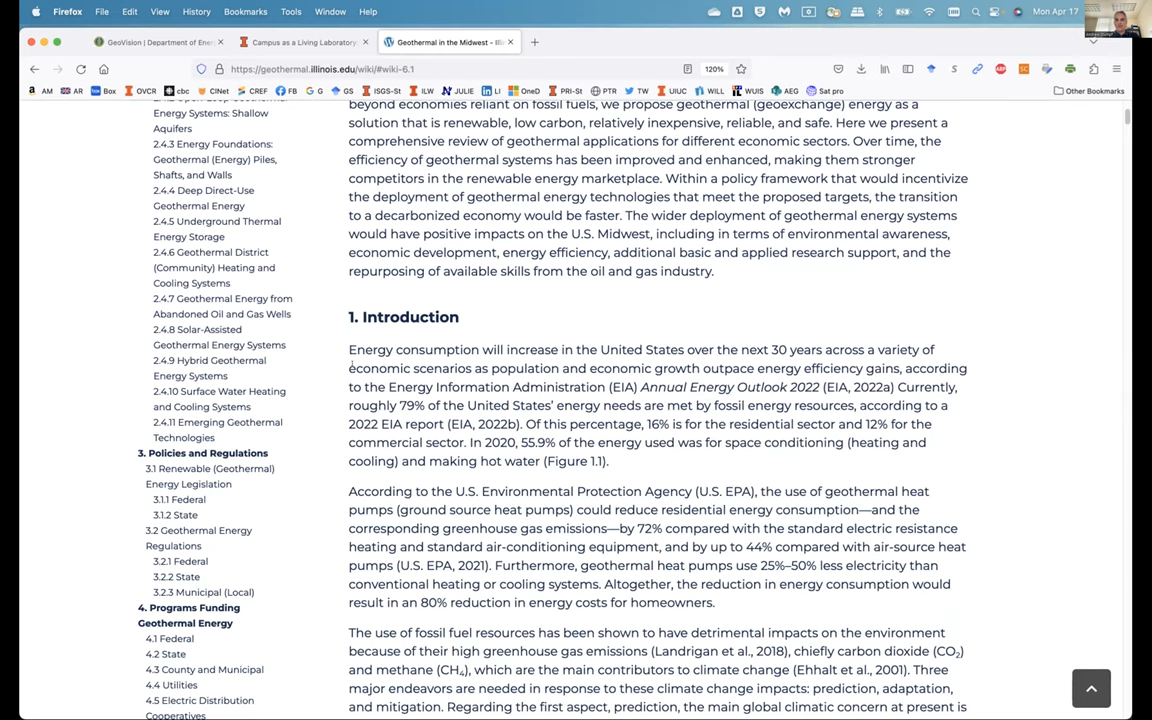 Firefox File Edit View History Bookmarks Tools Window Help Mon Apr 17
GeoVision | Department of Ener × Campus as a Living Laboratory × Geothermal in the Midwest - Illi ×
https://geothermal.illinois.edu/wiki/#wiki-6.1 120%
AM AR Box OVCR cbc CINet CREF FB G GS ISGS-St ILW JULIE LI OneD PRI-St PTR TW UIUC WILL WUIS AEG Sat pro Other Bookmarks
Energy Systems: Shallow
Aquifers
2.4.3 Energy Foundations:
Geothermal (Energy) Piles,
Shafts, and Walls
2.4.4 Deep Direct-Use
Geothermal Energy
2.4.5 Underground Thermal
Energy Storage
2.4.6 Geothermal District
(Community) Heating and
Cooling Systems
2.4.7 Geothermal Energy from
Abandoned Oil and Gas Wells
2.4.8 Solar-Assisted
Geothermal Energy Systems
2.4.9 Hybrid Geothermal
Energy Systems
2.4.10 Surface Water Heating
and Cooling Systems
2.4.11 Emerging Geothermal
Technologies
3. Policies and Regulations
3.1 Renewable (Geothermal)
Energy Legislation
3.1.1 Federal
3.1.2 State
3.2 Geothermal Energy
Regulations
3.2.1 Federal
3.2.2 State
3.2.3 Municipal (Local)
4. Programs Funding
Geothermal Energy
4.1 Federal
4.2 State
4.3 County and Municipal
4.4 Utilities
4.5 Electric Distribution
Cooperatives
beyond economies reliant on fossil fuels, we propose geothermal (geoexchange) energy as a
solution that is renewable, low carbon, relatively inexpensive, reliable, and safe. Here we present a
comprehensive review of geothermal applications for different economic sectors. Over time, the
efficiency of geothermal systems has been improved and enhanced, making them stronger
competitors in the renewable energy marketplace. Within a policy framework that would incentivize
the deployment of geothermal energy technologies that meet the proposed targets, the transition
to a decarbonized economy would be faster. The wider deployment of geothermal energy systems
would have positive impacts on the U.S. Midwest, including in terms of environmental awareness,
economic development, energy efficiency, additional basic and applied research support, and the
repurposing of available skills from the oil and gas industry.
1. Introduction
Energy consumption will increase in the United States over the next 30 years across a variety of
economic scenarios as population and economic growth outpace energy efficiency gains, according
to the Energy Information Administration (EIA) Annual Energy Outlook 2022 (EIA, 2022a) Currently,
roughly 79% of the United States’ energy needs are met by fossil energy resources, according to a
2022 EIA report (EIA, 2022b). Of this percentage, 16% is for the residential sector and 12% for the
commercial sector. In 2020, 55.9% of the energy used was for space conditioning (heating and
cooling) and making hot water (Figure 1.1).
According to the U.S. Environmental Protection Agency (U.S. EPA), the use of geothermal heat
pumps (ground source heat pumps) could reduce residential energy consumption—and the
corresponding greenhouse gas emissions—by 72% compared with the standard electric resistance
heating and standard air-conditioning equipment, and by up to 44% compared with air-source heat
pumps (U.S. EPA, 2021). Furthermore, geothermal heat pumps use 25%–50% less electricity than
conventional heating or cooling systems. Altogether, the reduction in energy consumption would
result in an 80% reduction in energy costs for homeowners.
The use of fossil fuel resources has been shown to have detrimental impacts on the environment
because of their high greenhouse gas emissions (Landrigan et al., 2018), chiefly carbon dioxide (CO₂)
and methane (CH₄), which are the main contributors to climate change (Ehhalt et al., 2001). Three
major endeavors are needed in response to these climate change impacts: prediction, adaptation,
and mitigation. Regarding the first aspect, prediction, the main global climatic concern at present is